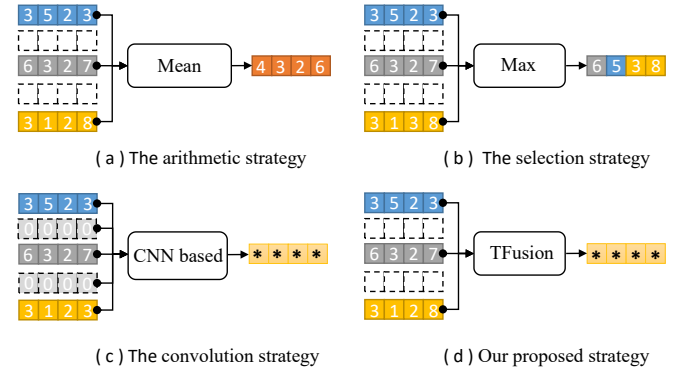 3 5 2 3
6 3 2 7
3 1 2 8
Mean
4 3 2 6
( a ) The arithmetic strategy
3 5 2 3
6 3 2 7
3 1 3 8
Max
6 5 3 8
( b ) The selection strategy
3 5 2 3
0 0 0 0
6 3 2 7
0 0 0 0
3 1 2 3
CNN based
* * * *
( c ) The convolution strategy
3 5 2 3
6 3 2 7
3 1 2 8
TFusion
* * * *
( d ) Our proposed strategy